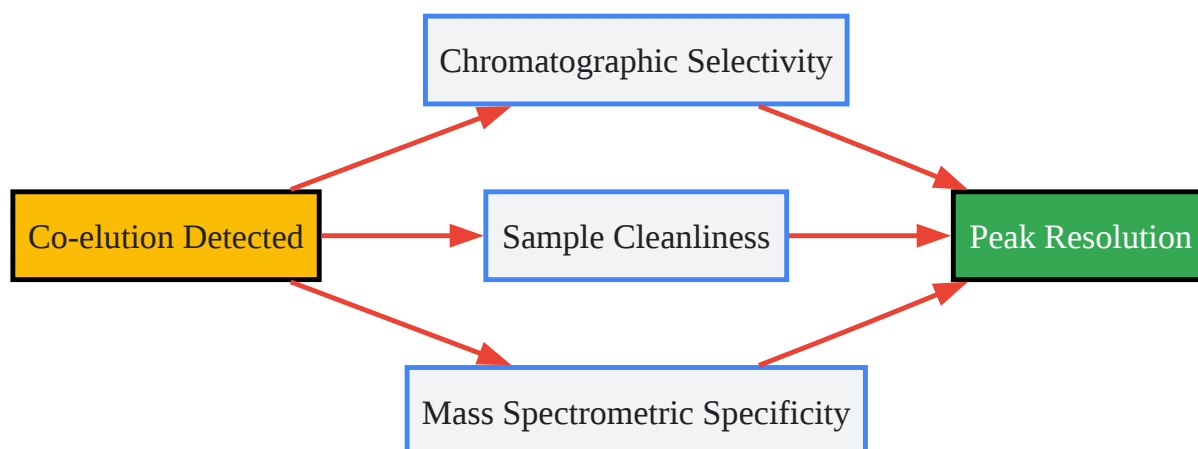 Chromatographic Selectivity
Co-elution Detected
Sample Cleanliness
Peak Resolution
Mass Spectrometric Specificity